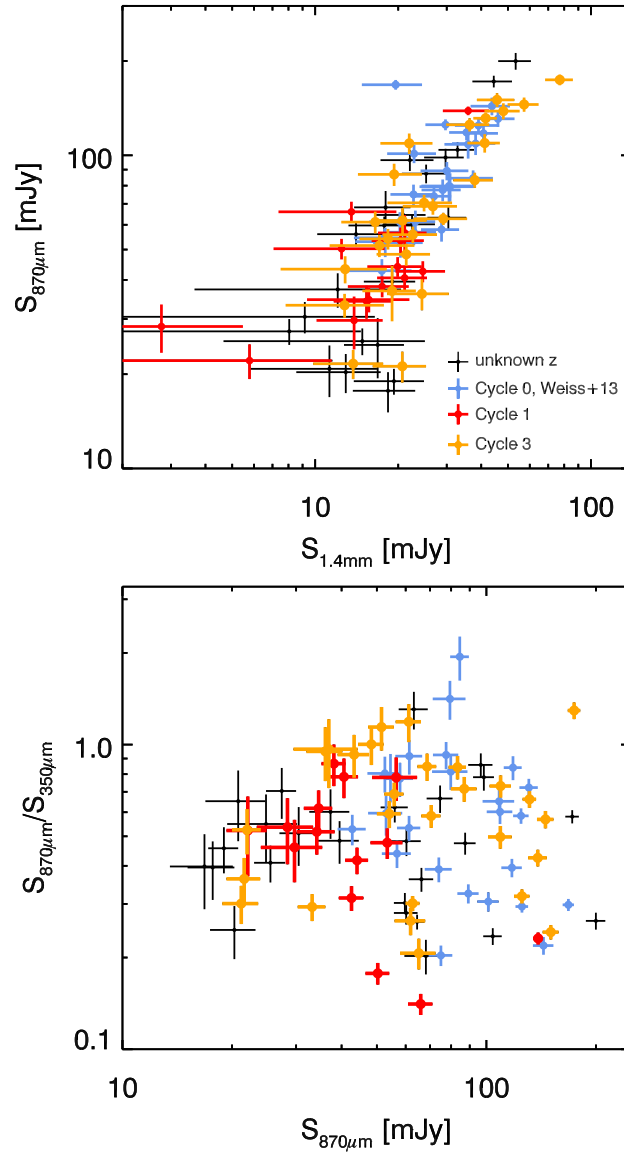 100
10
S870μm [mJy]
unknown z
Cycle 0, Weiss+13
Cycle 1
Cycle 3
10
100
S1.4mm [mJy]
1.0
0.1
S870μm/S350μm
10
100
S870μm [mJy]